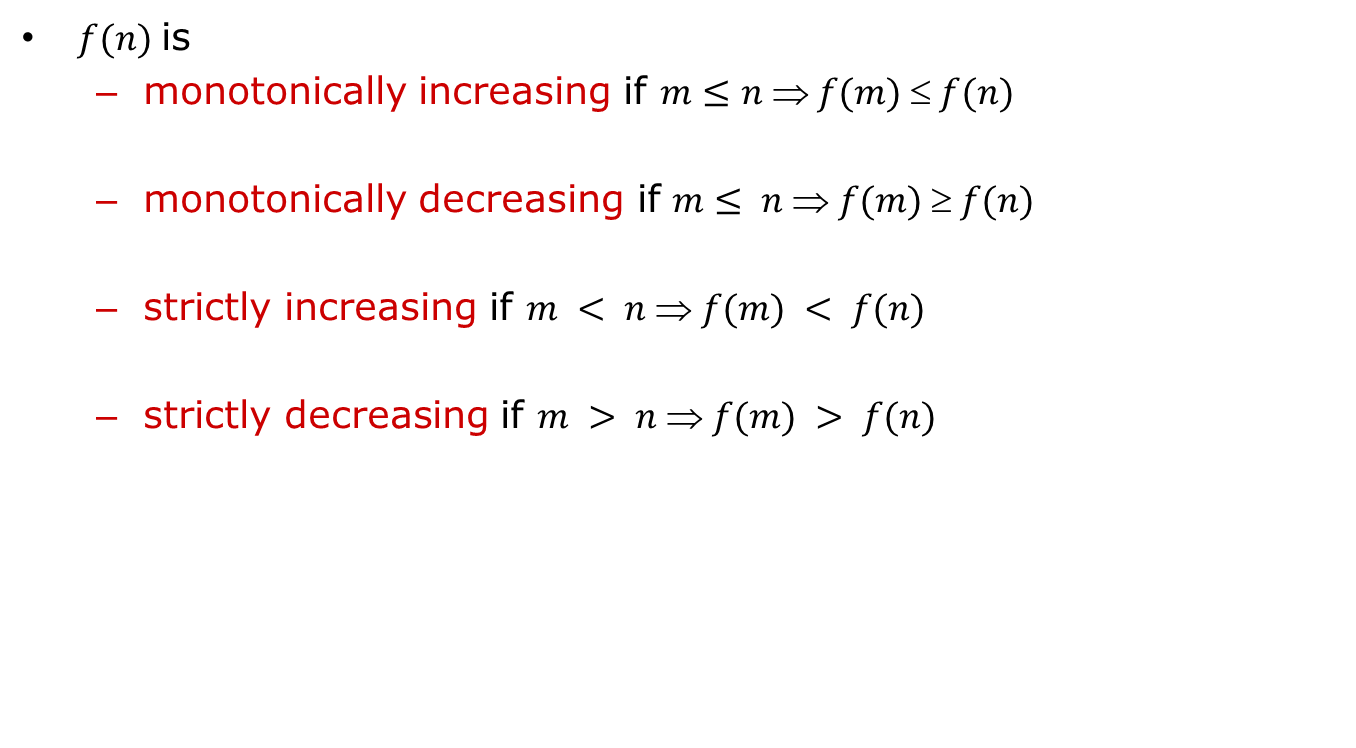 • f(n) is
– monotonically increasing if m ≤ n ⇒ f(m) ≤ f(n)
– monotonically decreasing if m ≤ n ⇒ f(m) ≥ f(n)
– strictly increasing if m < n ⇒ f(m) < f(n)
– strictly decreasing if m > n ⇒ f(m) > f(n)